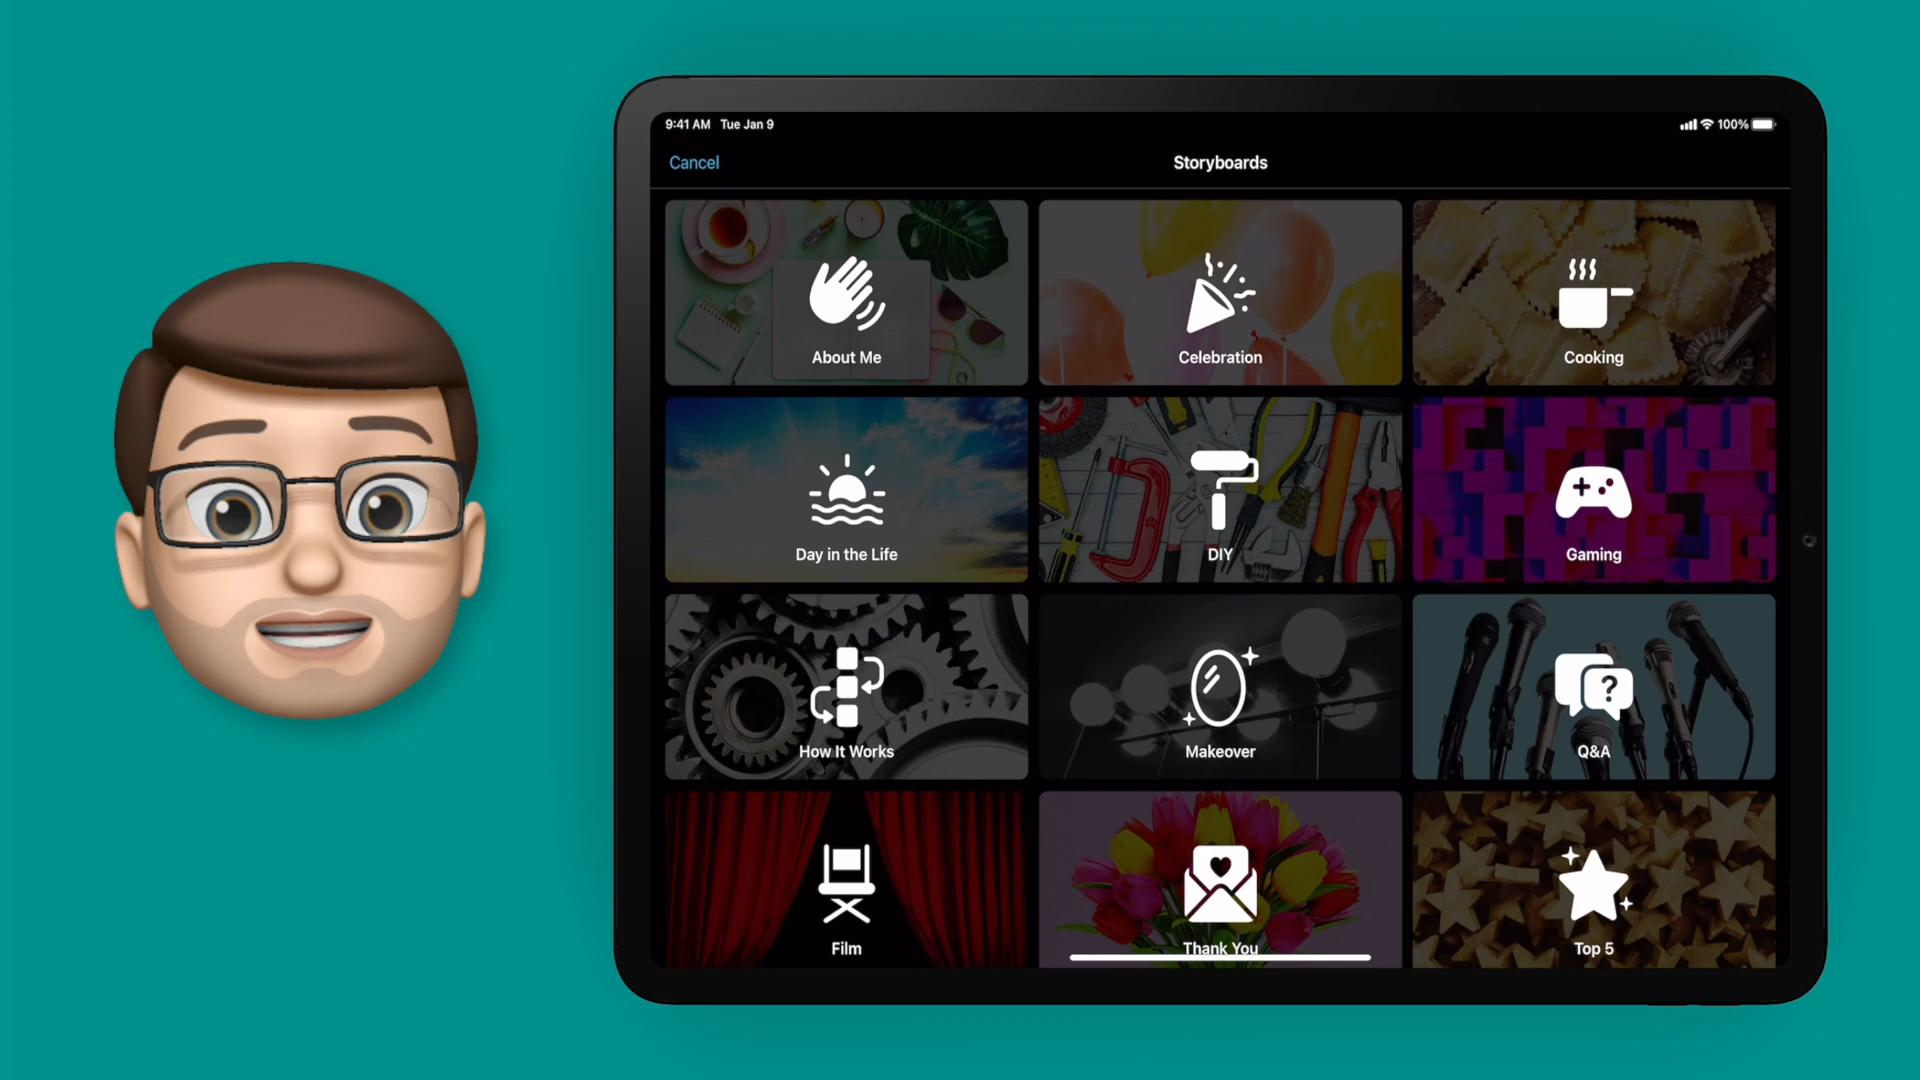 9:41 AM Tue Jan 9
100%
Cancel
Storyboards
About Me
Celebration
Cooking
Day in the Life
DIY
Gaming
How It Works
Makeover
?
Q&A
Film
Thank You
Top 5